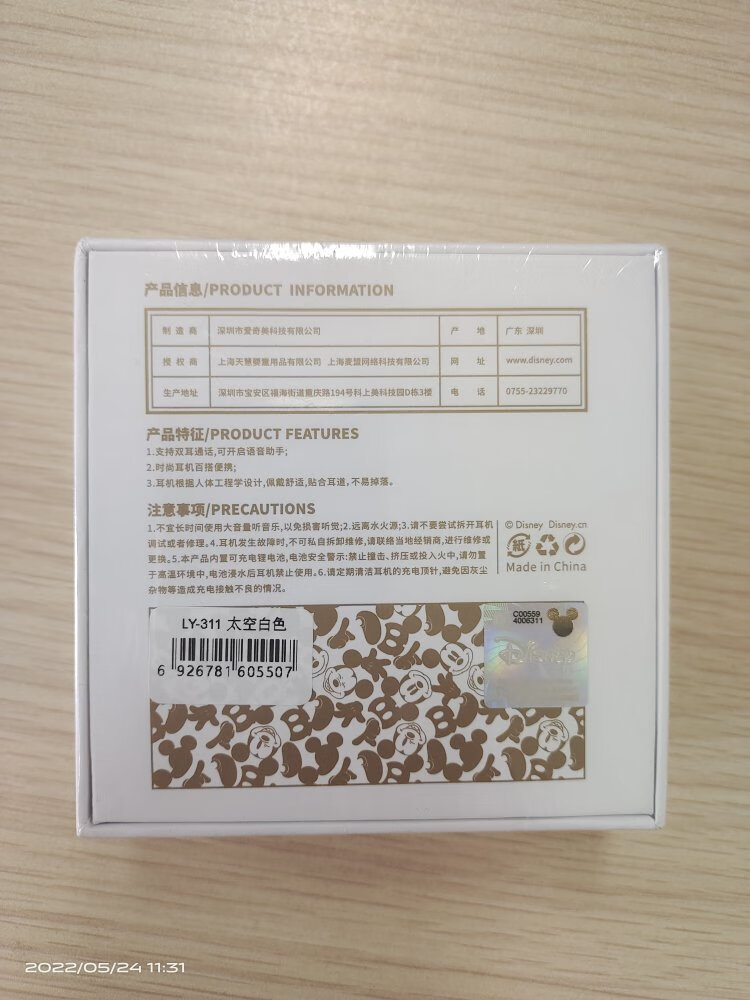 产品信息/PRODUCT INFORMATION
制造商 深圳市爱奇美科技有限公司 产地 广东 深圳
授权商 上海天慧婴童用品有限公司 上海麦盟网络科技有限公司 网址 www.disney.com
生产地址 深圳市宝安区福海街道重庆路194号科上美科技园D栋3楼 电话 0755-23229770
产品特征/PRODUCT FEATURES
1.支持双耳通话,可开启语音助手;
2.时尚耳机百搭便携;
3.耳机根据人体工程学设计,佩戴舒适,贴合耳道,不易掉落。
注意事项/PRECAUTIONS
1.不宜长时间使用大音量听音乐,以免损害听觉;2.远离水火源;3.请不要尝试拆开耳机
调试或者修理。4.耳机发生故障时,不可私自拆卸维修,请联络当地经销商,进行维修或
更换。5.本产品内置可充电锂电池,电池安全警示:禁止撞击、挤压或投入火中,请勿置
于高温环境中,电池浸水后耳机禁止使用。6.请定期清洁耳机的充电顶针,避免因灰尘
杂物等造成充电接触不良的情况。
© Disney Disney.cn
紙
Made in China
LY-311 太空白色
6 926781 605507
C00559
4006311
2022/05/24 11:31